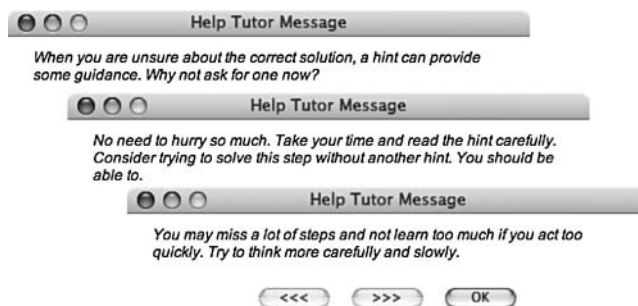 Help Tutor Message
When you are unsure about the correct solution, a hint can provide
some guidance. Why not ask for one now?
Help Tutor Message
No need to hurry so much. Take your time and read the hint carefully.
Consider trying to solve this step without another hint. You should be
able to.
Help Tutor Message
You may miss a lot of steps and not learn too much if you act too
quickly. Try to think more carefully and slowly.
<<< >>> OK